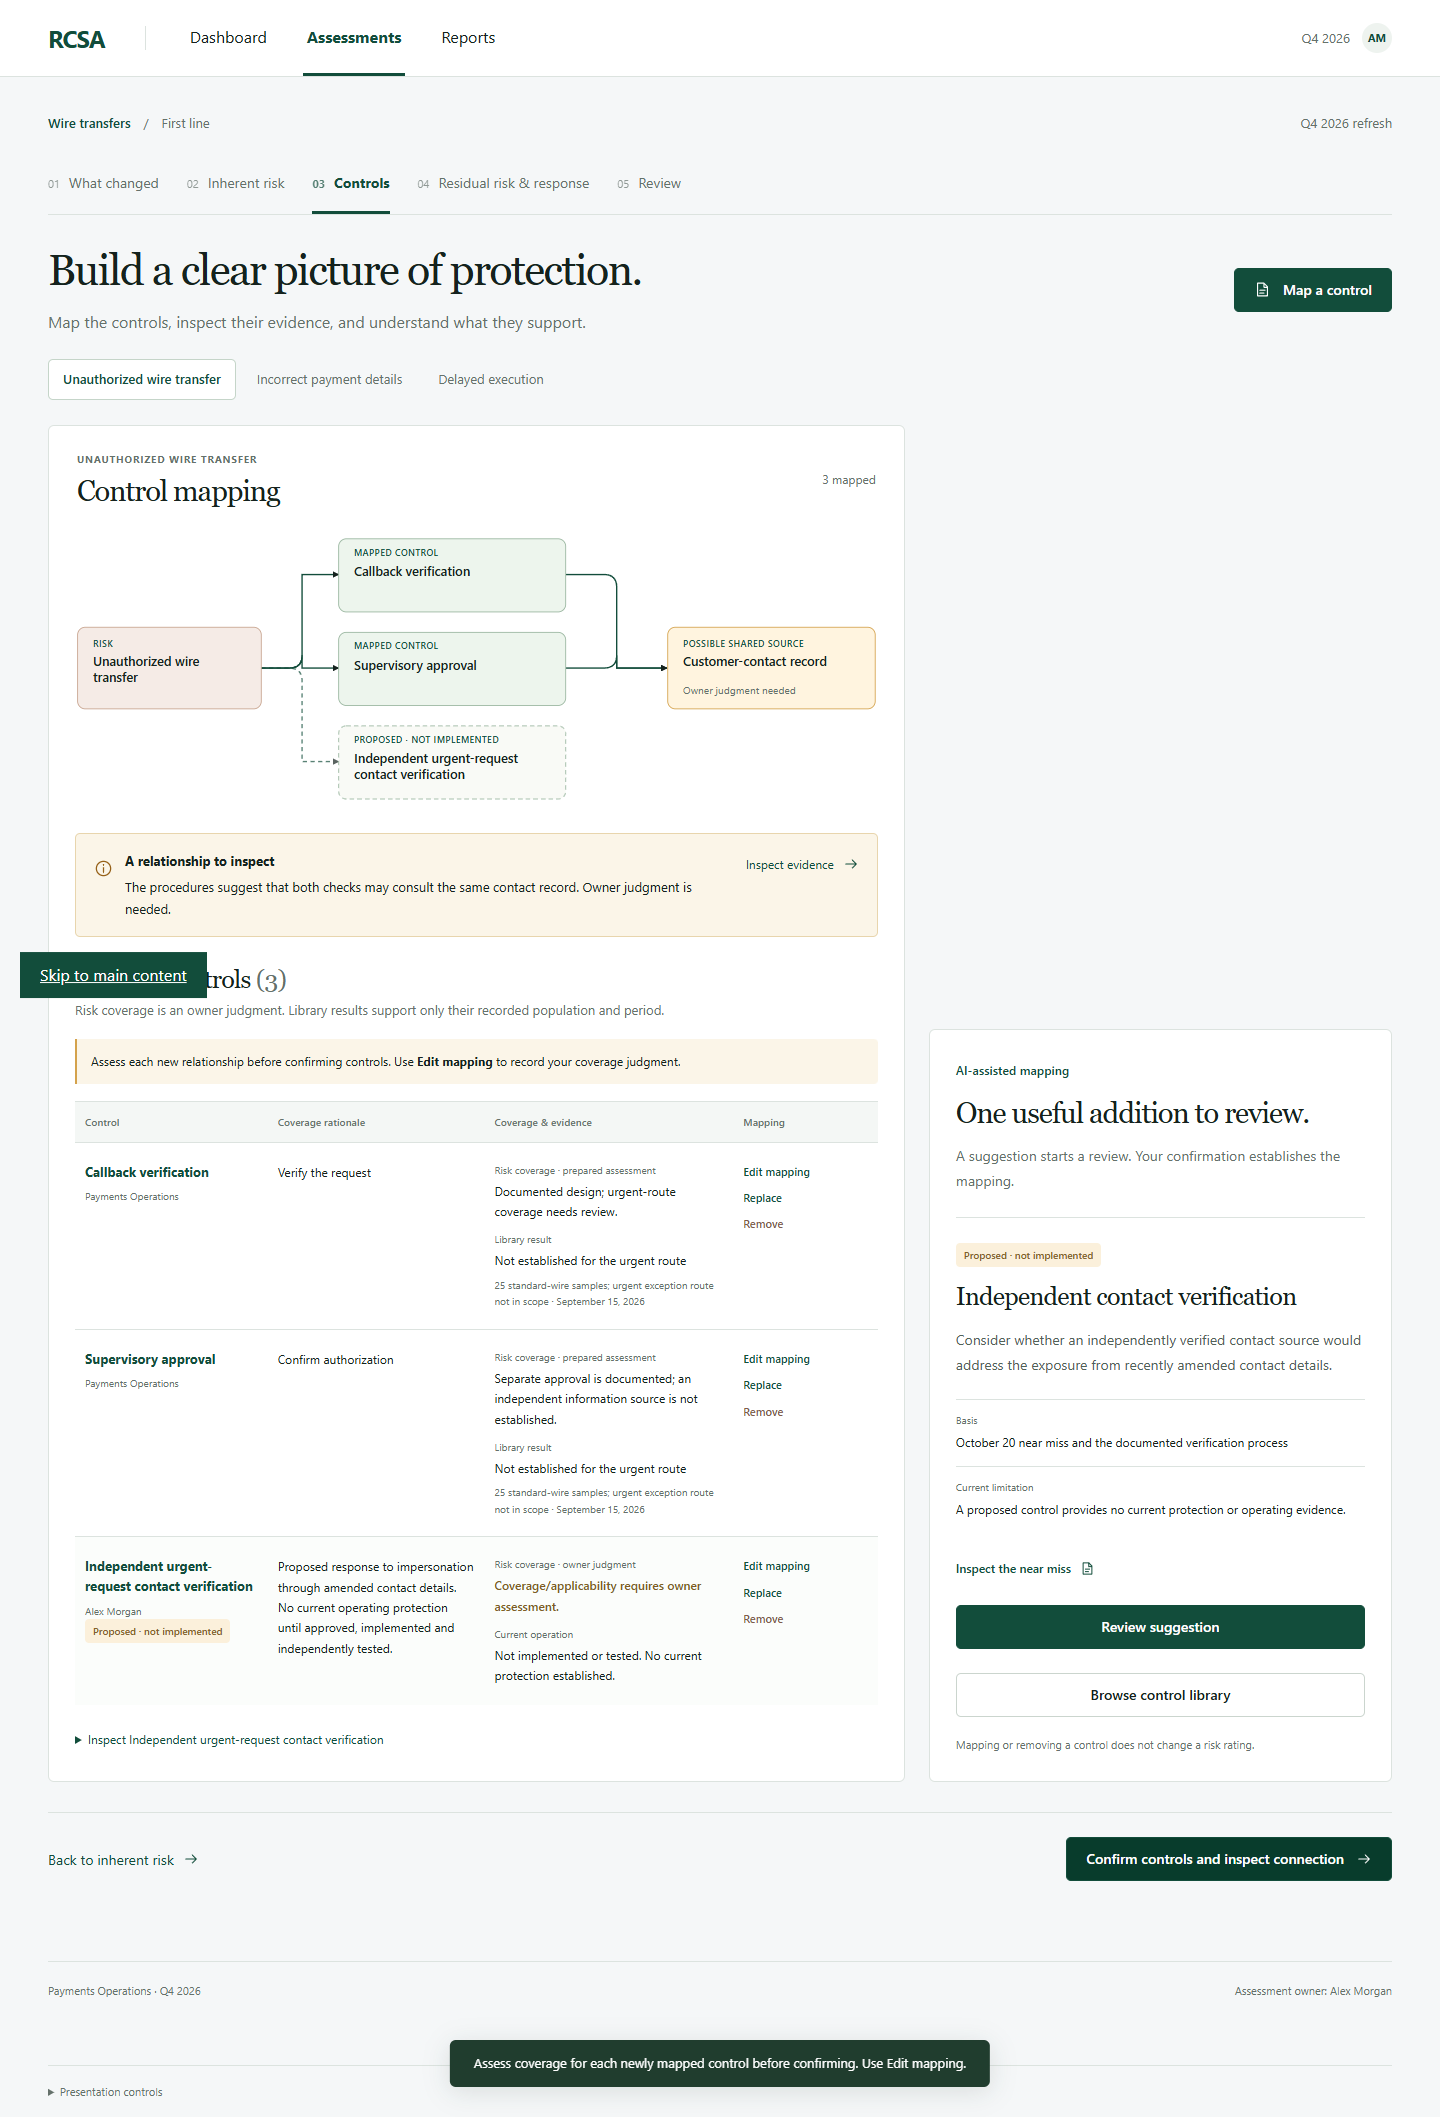 RCSA
Dashboard
Assessments
Reports
Q4 2026
AM
Wire transfers / First line
Q4 2026 refresh
01 What changed
02 Inherent risk
03 Controls
04 Residual risk & response
05 Review
Build a clear picture of protection.
Map the controls, inspect their evidence, and understand what they support.
Map a control
Unauthorized wire transfer
Incorrect payment details
Delayed execution
UNAUTHORIZED WIRE TRANSFER
Control mapping
3 mapped
RISK
Unauthorized wire
transfer
MAPPED CONTROL
Callback verification
MAPPED CONTROL
Supervisory approval
PROPOSED · NOT IMPLEMENTED
Independent urgent-request
contact verification
POSSIBLE SHARED SOURCE
Customer-contact record
Owner judgment needed
A relationship to inspect
The procedures suggest that both checks may consult the same contact record. Owner judgment is
needed.
Inspect evidence
Skip to main content
trols (3)
Risk coverage is an owner judgment. Library results support only their recorded population and period.
Assess each new relationship before confirming controls. Use Edit mapping to record your coverage judgment.
Control
Coverage rationale
Coverage & evidence
Mapping
Callback verification
Payments Operations
Verify the request
Risk coverage · prepared assessment
Documented design; urgent-route
coverage needs review.
Library result
Not established for the urgent route
25 standard-wire samples; urgent exception route
not in scope · September 15, 2026
Edit mapping
Replace
Remove
Supervisory approval
Payments Operations
Confirm authorization
Risk coverage · prepared assessment
Separate approval is documented; an
independent information source is not
established.
Library result
Not established for the urgent route
25 standard-wire samples; urgent exception route
not in scope · September 15, 2026
Edit mapping
Replace
Remove
Independent urgent-
request contact verification
Alex Morgan
Proposed · not implemented
Proposed response to impersonation
through amended contact details.
No current operating protection
until approved, implemented and
independently tested.
Risk coverage · owner judgment
Coverage/applicability requires owner
assessment.
Current operation
Not implemented or tested. No current
protection established.
Edit mapping
Replace
Remove
Inspect Independent urgent-request contact verification
AI-assisted mapping
One useful addition to review.
A suggestion starts a review. Your confirmation establishes the
mapping.
Proposed · not implemented
Independent contact verification
Consider whether an independently verified contact source would
address the exposure from recently amended contact details.
Basis
October 20 near miss and the documented verification process
Current limitation
A proposed control provides no current protection or operating evidence.
Inspect the near miss
Review suggestion
Browse control library
Mapping or removing a control does not change a risk rating.
Back to inherent risk
Confirm controls and inspect connection
Payments Operations · Q4 2026
Assessment owner: Alex Morgan
Assess coverage for each newly mapped control before confirming. Use Edit mapping.
Presentation controls